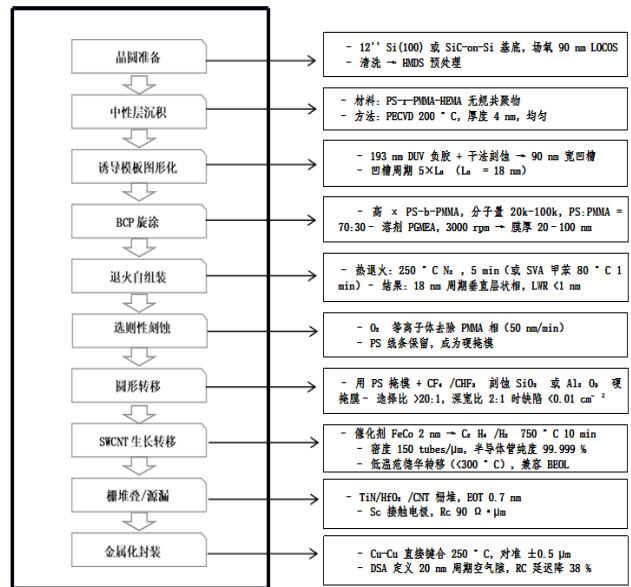 晶圆准备
- 12'' Si(100) 或 SiC-on-Si 基底，场氧 90 nm LOCOS
- 清洗 → HMDS 预处理
中性层沉积
- 材料: PS-r-PMMA-HEMA 无规共聚物
- 方法: PECVD 200 °C, 厚度 4 nm, 均匀
诱导模板图形化
- 193 nm DUV 负胶 + 干法刻蚀 → 90 nm 宽凹槽
- 凹槽周期 5×L₀ (L₀ = 18 nm)
BCP 旋涂
- 高 χ PS-b-PMMA, 分子量 20k-100k, PS:PMMA =
70:30- 溶剂 PGMEA, 3000 rpm → 膜厚 20-100 nm
退火自组装
- 热退火: 250 °C N₂ , 5 min (或 SVA 甲苯 80 °C 1
min) - 结果: 18 nm 周期垂直层状相, LWR <1 nm
选则性刻蚀
- O₂ 等离子体去除 PMMA 相 (50 nm/min)
- PS 线条保留，成为硬掩模
圆形转移
- 用 PS 掩模 + CF₄ /CHF₃ 刻蚀 SiO₂ 或 Al₂ O₃ 硬
掩膜- 选择比 >20:1, 深宽比 2:1 时缺陷 <0.01 cm⁻²
SWCNT 生长转移
- 催化剂 FeCo 2 nm → C₂ H₄ /H₂ 750 °C 10 min
- 密度 150 tubes/μm, 半导体管纯度 99.999 %
- 低温范德华转移 (<300 °C), 兼容 BEOL
栅堆叠/源漏
- TiN/HfO₂ /CNT 栅堆, EOT 0.7 nm
- Sc 接触电极, Rc 90 Ω·μm
金属化封装
- Cu-Cu 直接键合 250 °C, 对准 ±0.5 μm
- DSA 定义 20 nm 周期空气隙, RC 延迟降 38 %